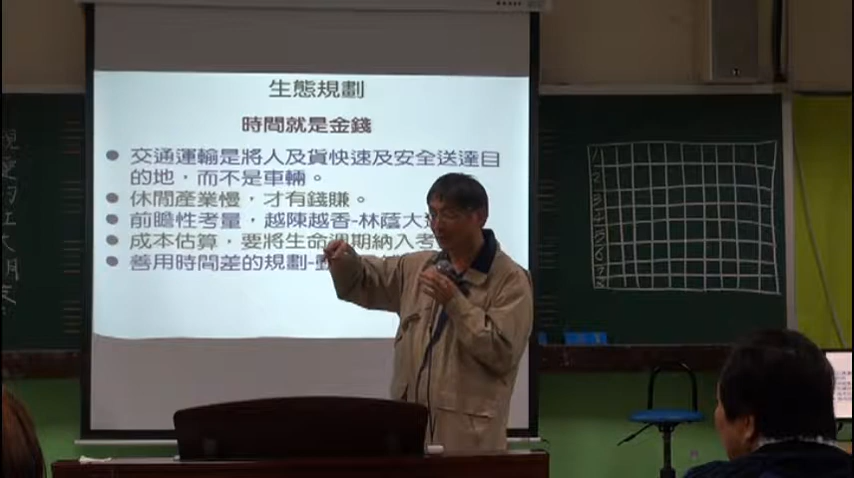 生態規劃
時間就是金錢
交通運輸是將人及貨快速及安全送達目
的地，而不是車輛。
休閒產業慢，才有錢賺。
前瞻性考量，越陳越香-林蔭大
成本估算，要將生命週期納入考
善用時間差的規劃-